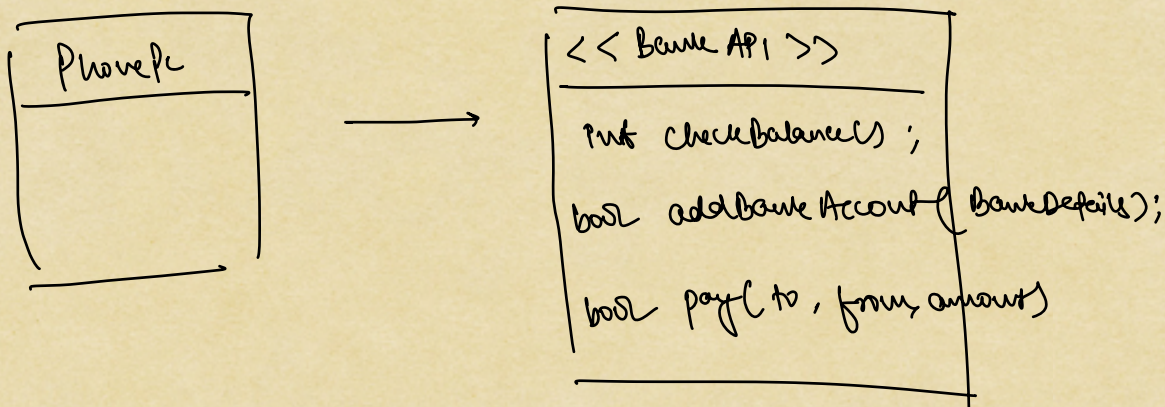 PhonePe
<< Bank API >>
int checkBalance();
bool addBankAccount(BankDetails);
bool pay(to, from, amount)